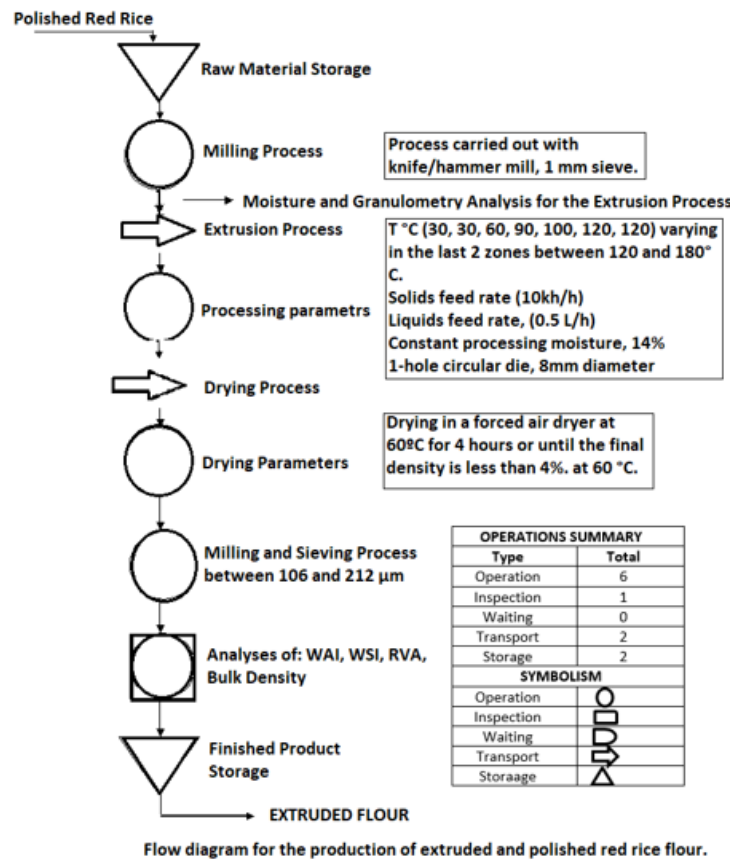 Polished Red Rice
Raw Material Storage
Milling Process
Process carried out with
knife/hammer mill, 1 mm sieve.
Moisture and Granulometry Analysis for the Extrusion Process
Extrusion Process
T °C (30, 30, 60, 90, 100, 120, 120) varying
in the last 2 zones between 120 and 180°
C.
Solids feed rate (10kh/h)
Liquids feed rate, (0.5 L/h)
Constant processing moisture, 14%
1-hole circular die, 8mm diameter
Processing parametrs
Drying Process
Drying Parameters
Drying in a forced air dryer at
60ºC for 4 hours or until the final
density is less than 4%. at 60 °C.
Milling and Sieving Process
between 106 and 212 µm
Analyses of: WAI, WSI, RVA,
Bulk Density
Finished Product
Storage
EXTRUDED FLOUR
OPERATIONS SUMMARY
Type Total
Operation 6
Inspection 1
Waiting 0
Transport 2
Storage 2
SYMBOLISM
Operation
Inspection
Waiting
Transport
Storaage
Flow diagram for the production of extruded and polished red rice flour.